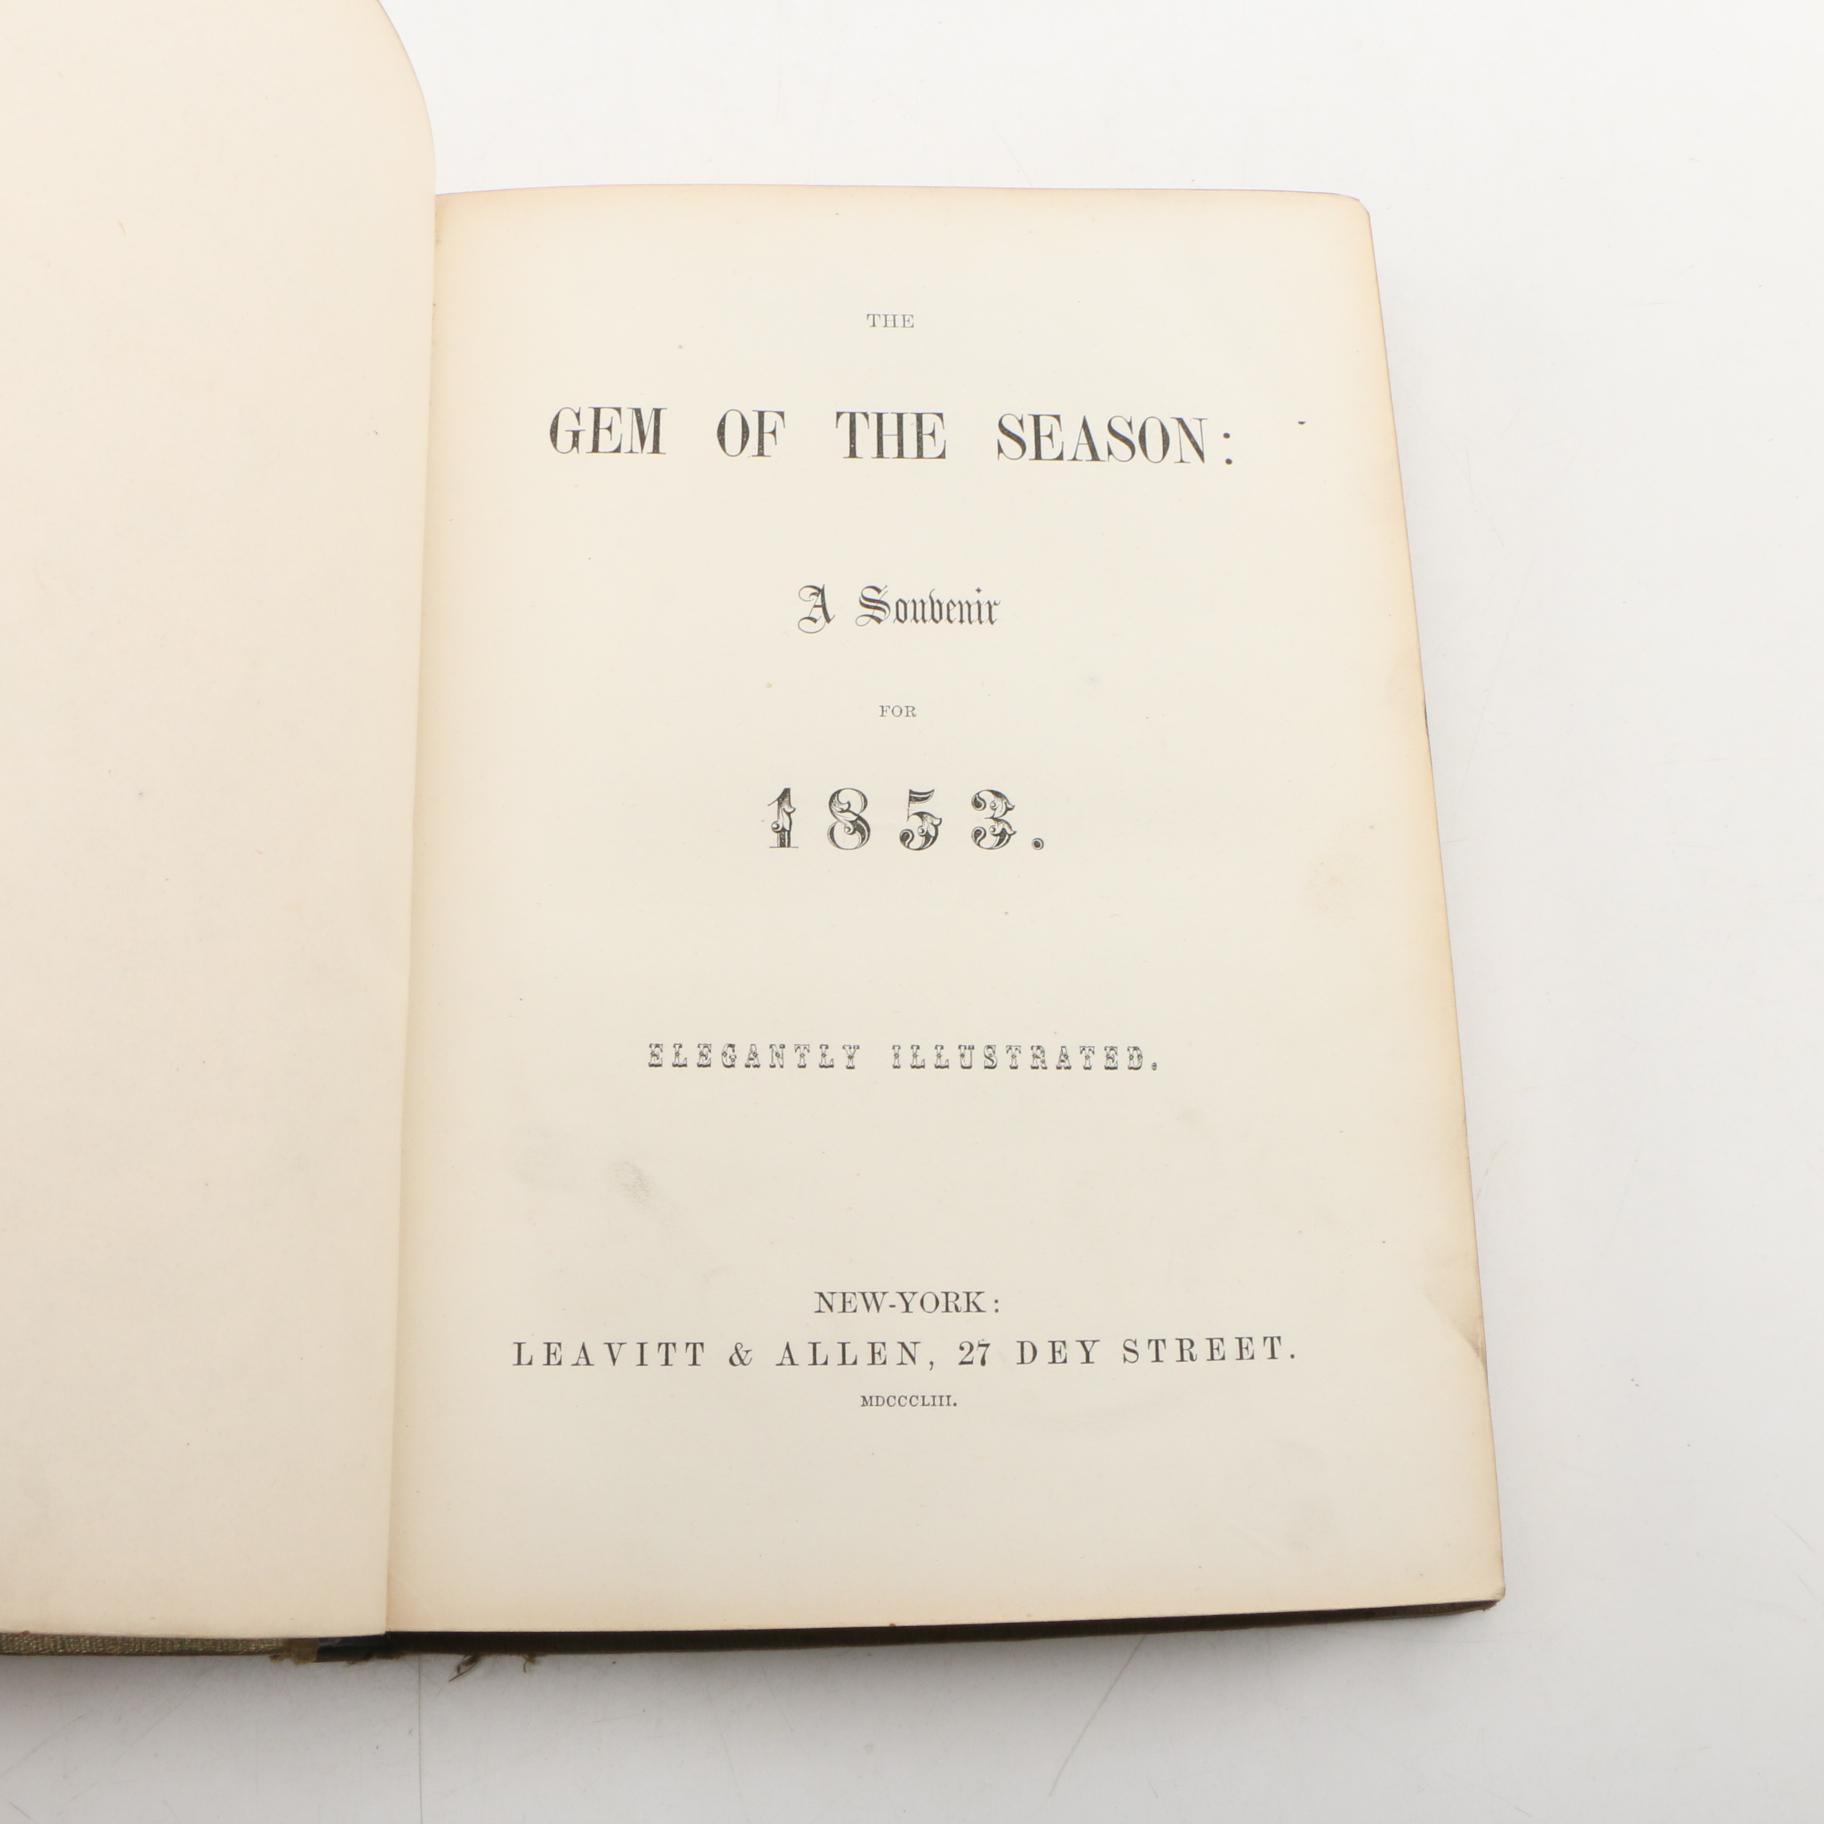 THE
GEM OF THE SEASON:
A Souvenir
FOR
1853.
ELEGANTLY ILLUSTRATED.
NEW-YORK:
LEAVITT & ALLEN, 27 DEY STREET.
MDCCCLIII.